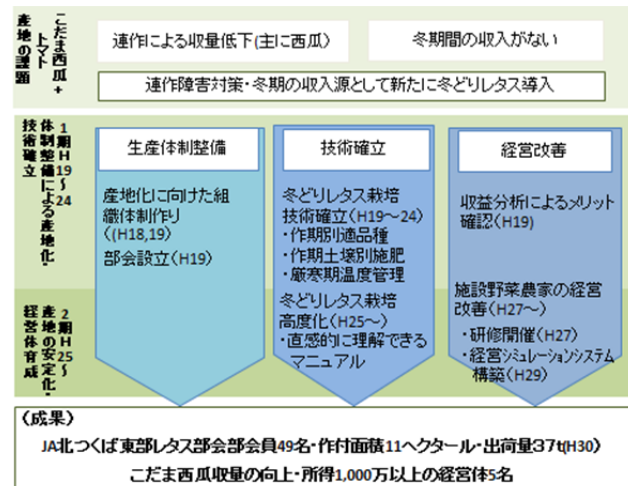 こだま西瓜+
トマト
産地の課題
連作による収量低下(主に西瓜)
冬期間の収入がない
連作障害対策・冬期の収入源として新たに冬どりレタス導入
1期H19~24
体制整備による産地化・
技術確立
生産体制整備
産地化に向けた組
織体制作り
((H18,19)
部会設立(H19)
技術確立
冬どりレタス栽培
技術確立(H19~24)
・作期別適品種
・作期土壌別施肥
・厳寒期温度管理
冬どりレタス栽培
高度化(H25~)
・直感的に理解できる
マニュアル
経営改善
収益分析によるメリット
確認(H19)
施設野菜農家の経営
改善(H27~)
・研修開催(H27)
・経営シミュレーションシステム
構築(H29)
2期H25~
産地の安定化・
経営体育成
(成果)
JA北つくば東部レタス部会部会員49名・作付面積11ヘクタール・出荷量37t(H30)
こだま西瓜収量の向上・所得1,000万以上の経営体5名